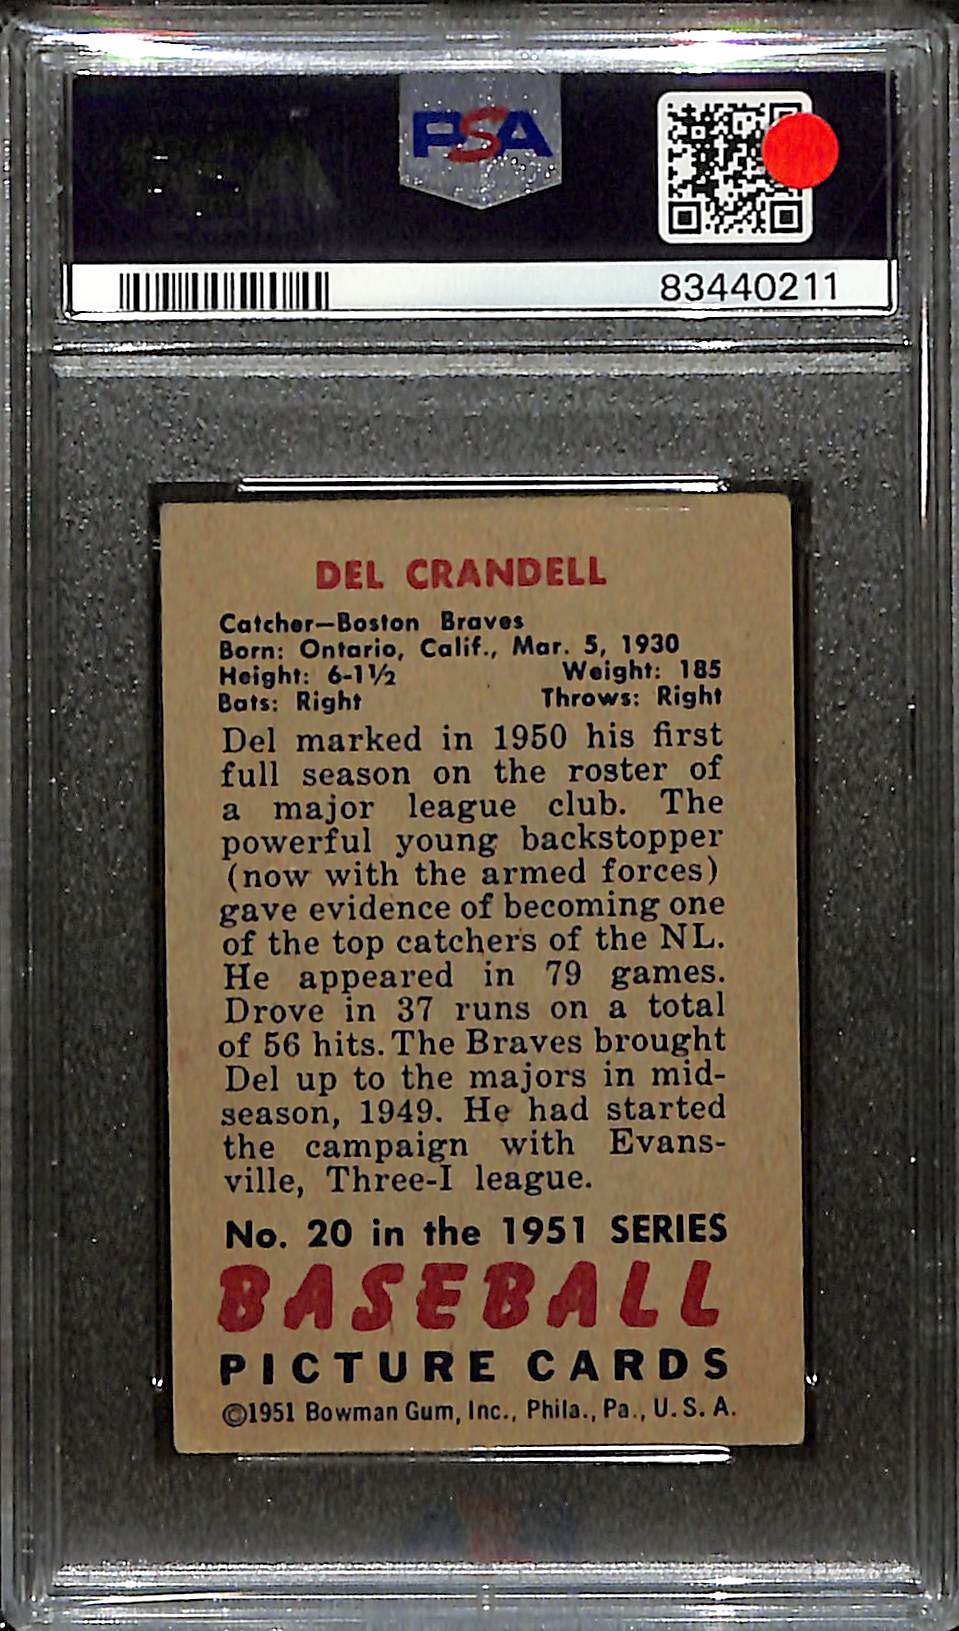 PSA
83440211
DEL CRANDELL
Catcher—Boston Braves
Born: Ontario, Calif., Mar. 5, 1930
Height: 6-1½ Weight: 185
Bats: Right Throws: Right
Del marked in 1950 his first
full season on the roster of
a major league club. The
powerful young backstopper
(now with the armed forces)
gave evidence of becoming one
of the top catchers of the NL.
He appeared in 79 games.
Drove in 37 runs on a total
of 56 hits. The Braves brought
Del up to the majors in mid-
season, 1949. He had started
the campaign with Evans-
ville, Three-I league.
No. 20 in the 1951 SERIES
BASEBALL
PICTURE CARDS
©1951 Bowman Gum, Inc., Phila., Pa., U. S. A.